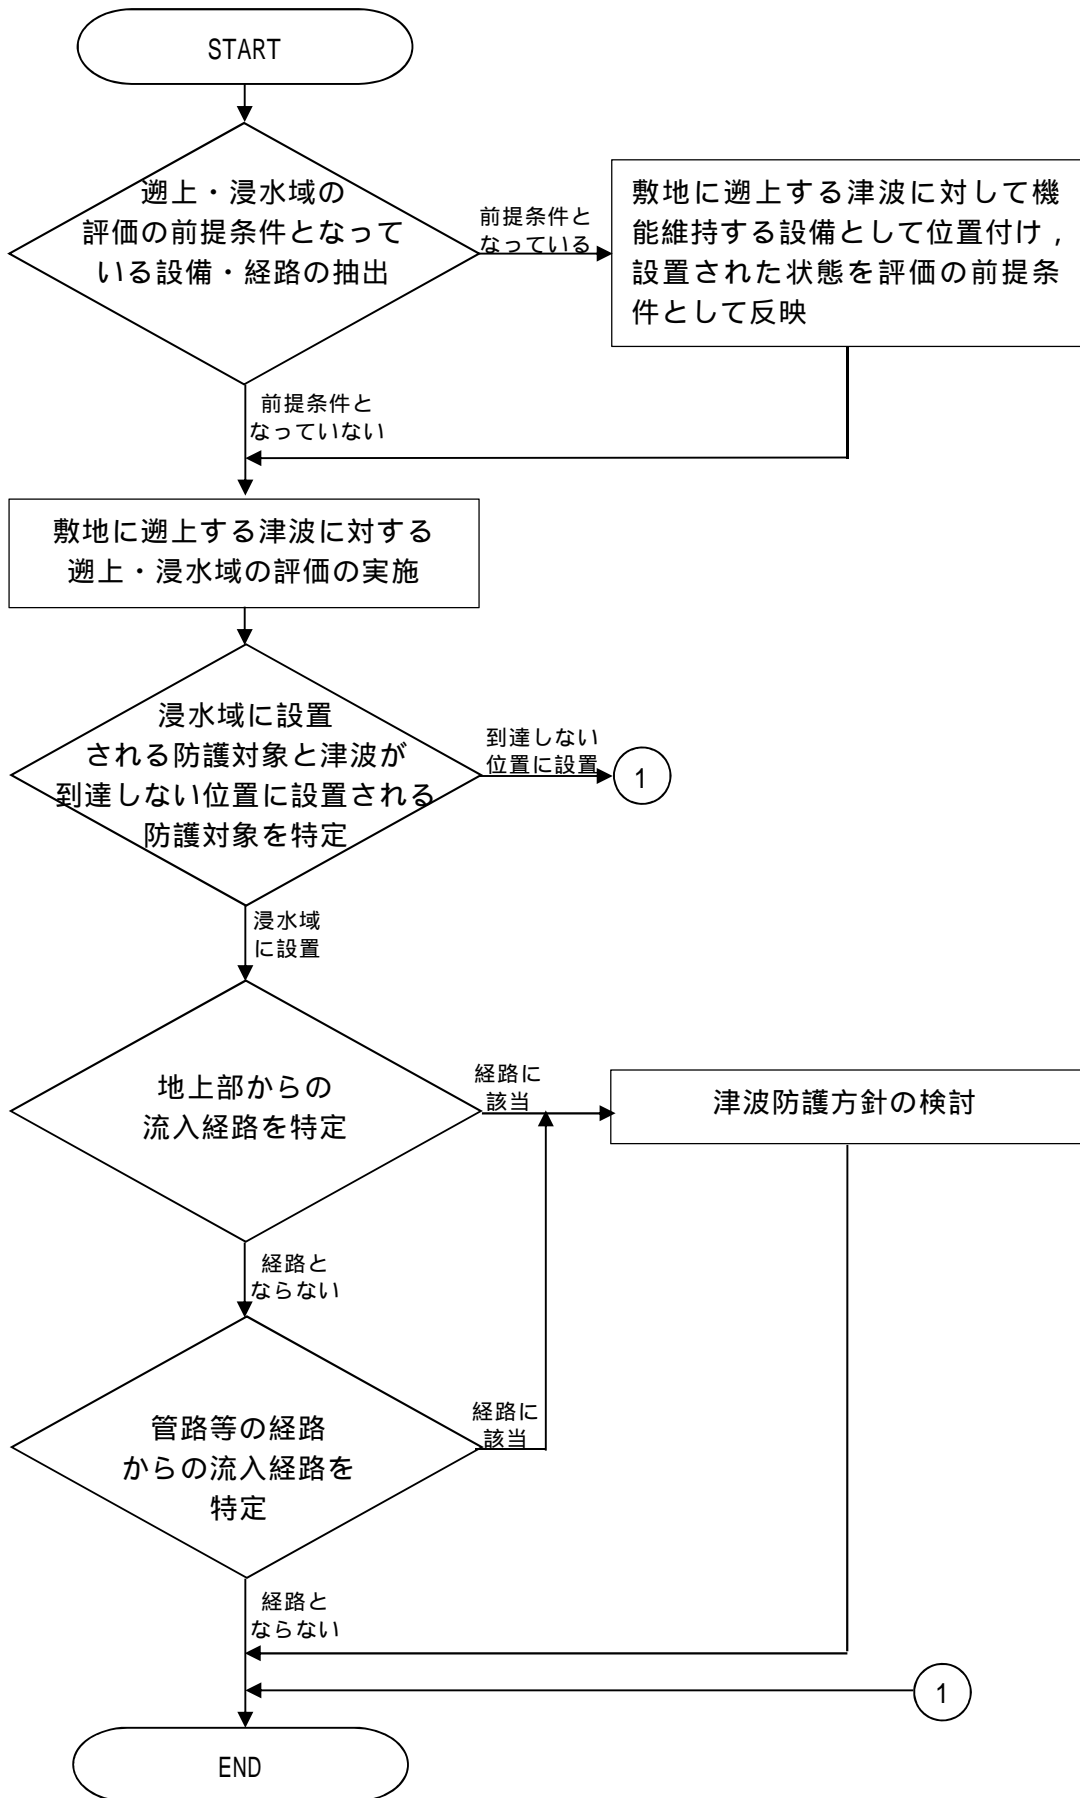 START
遡上・浸水域の
評価の前提条件となって
いる設備・経路の抽出
前提条件と
なっている
敷地に遡上する津波に対して機
能維持する設備として位置付け，
設置された状態を評価の前提条
件として反映
前提条件と
なっていない
敷地に遡上する津波に対する
遡上・浸水域の評価の実施
浸水域に設置
される防護対象と津波が
到達しない位置に設置される
防護対象を特定
到達しない
位置に設置
1
浸水域
に設置
地上部からの
流入経路を特定
経路に
該当
津波防護方針の検討
経路と
ならない
管路等の経路
からの流入経路を
特定
経路に
該当
経路と
ならない
1
END